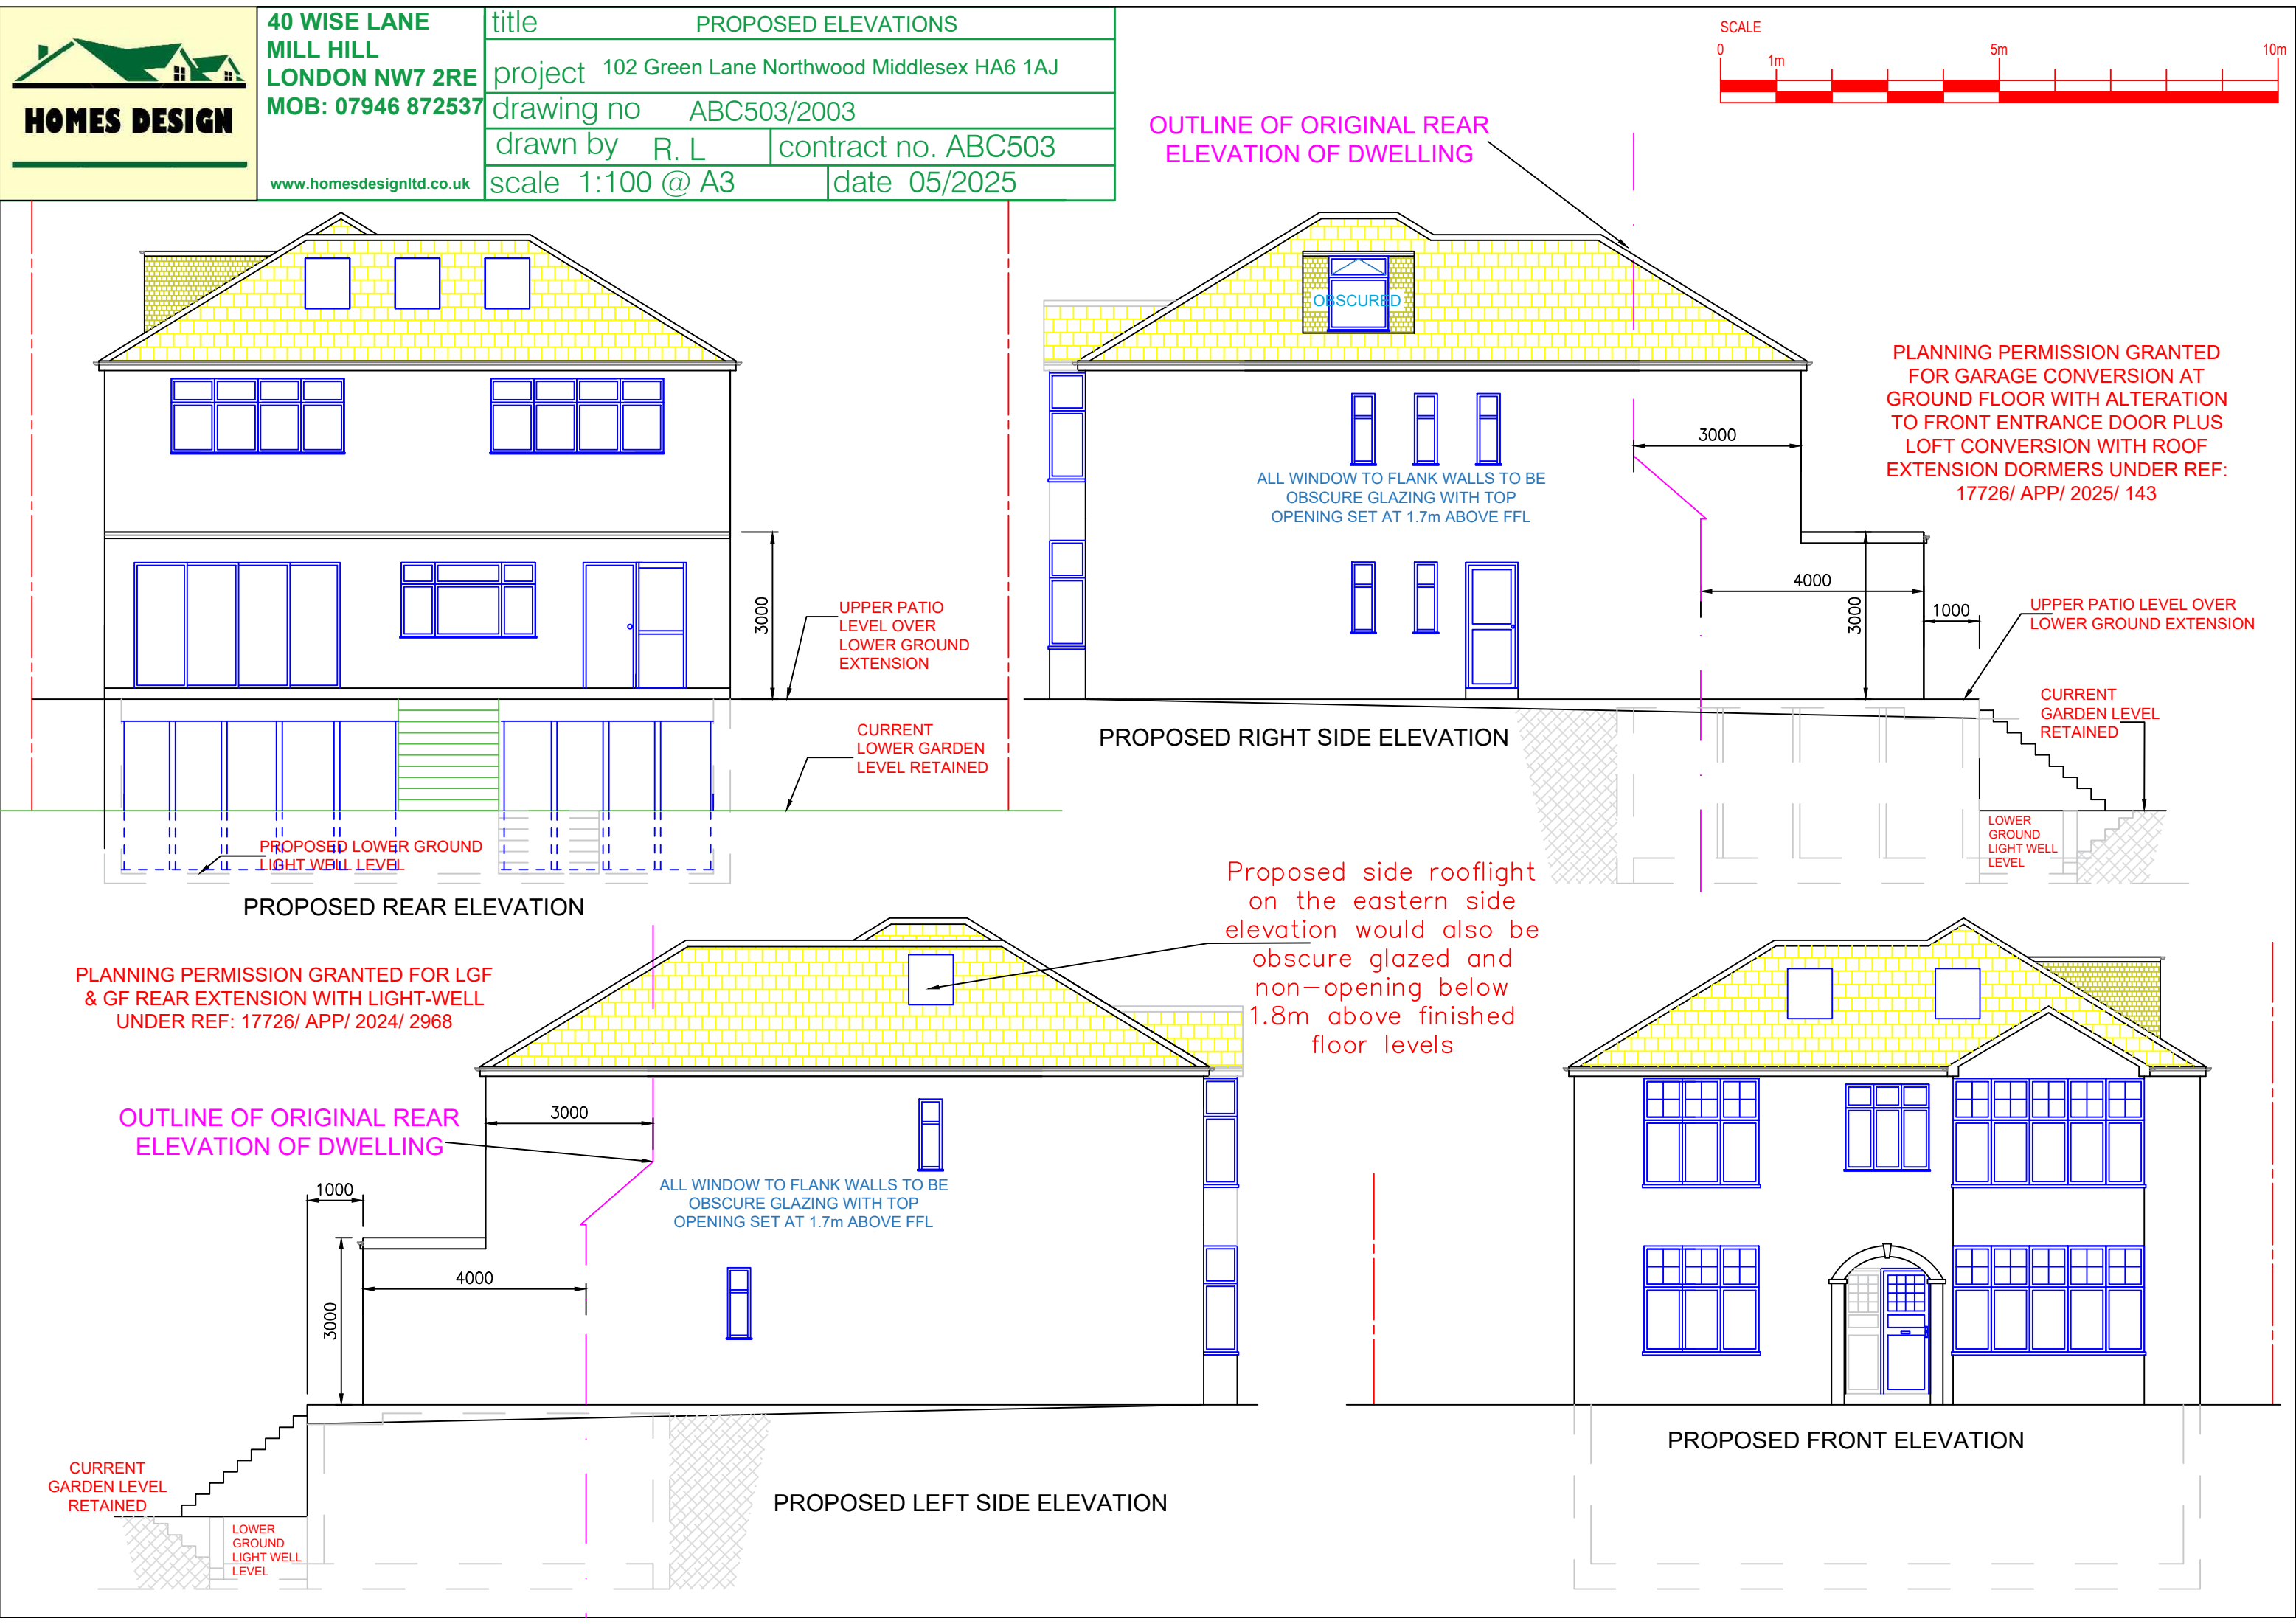 HOMES DESIGN
40 WISE LANE
MILL HILL
LONDON NW7 2RE
MOB: 07946 872537
www.homesdesignltd.co.uk
title PROPOSED ELEVATIONS
project 102 Green Lane Northwood Middlesex HA6 1AJ
drawing no ABC503/2003
drawn by R. L contract no. ABC503
scale 1:100 @ A3 date 05/2025
SCALE
0 1m 5m 10m
OUTLINE OF ORIGINAL REAR
ELEVATION OF DWELLING
OBSCURED
PLANNING PERMISSION GRANTED
FOR GARAGE CONVERSION AT
GROUND FLOOR WITH ALTERATION
TO FRONT ENTRANCE DOOR PLUS
LOFT CONVERSION WITH ROOF
EXTENSION DORMERS UNDER REF:
17726/ APP/ 2025/ 143
3000
ALL WINDOW TO FLANK WALLS TO BE
OBSCURE GLAZING WITH TOP
OPENING SET AT 1.7m ABOVE FFL
4000
3000
1000
UPPER PATIO LEVEL OVER
LOWER GROUND EXTENSION
CURRENT
GARDEN LEVEL
RETAINED
LOWER
GROUND
LIGHT WELL
LEVEL
PROPOSED RIGHT SIDE ELEVATION
3000
UPPER PATIO
LEVEL OVER
LOWER GROUND
EXTENSION
CURRENT
LOWER GARDEN
LEVEL RETAINED
PROPOSED LOWER GROUND
LIGHT WELL LEVEL
PROPOSED REAR ELEVATION
PLANNING PERMISSION GRANTED FOR LGF
& GF REAR EXTENSION WITH LIGHT-WELL
UNDER REF: 17726/ APP/ 2024/ 2968
Proposed side rooflight
on the eastern side
elevation would also be
obscure glazed and
non-opening below
1.8m above finished
floor levels
OUTLINE OF ORIGINAL REAR
ELEVATION OF DWELLING
3000
1000
ALL WINDOW TO FLANK WALLS TO BE
OBSCURE GLAZING WITH TOP
OPENING SET AT 1.7m ABOVE FFL
4000
3000
CURRENT
GARDEN LEVEL
RETAINED
LOWER
GROUND
LIGHT WELL
LEVEL
PROPOSED LEFT SIDE ELEVATION
PROPOSED FRONT ELEVATION